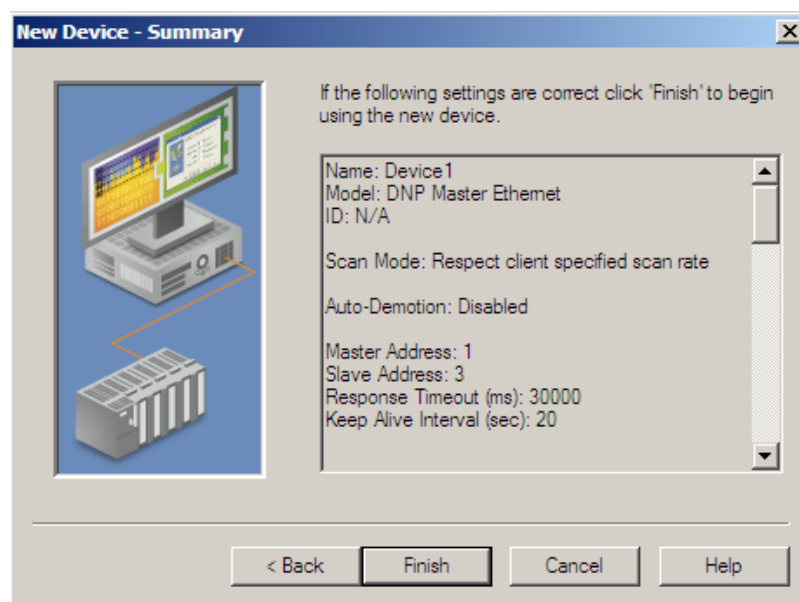 New Device - Summary
If the following settings are correct click 'Finish' to begin
using the new device.
Name: Device1
Model: DNP Master Ethernet
ID: N/A
Scan Mode: Respect client specified scan rate
Auto-Demotion: Disabled
Master Address: 1
Slave Address: 3
Response Timeout (ms): 30000
Keep Alive Interval (sec): 20
< Back
Finish
Cancel
Help